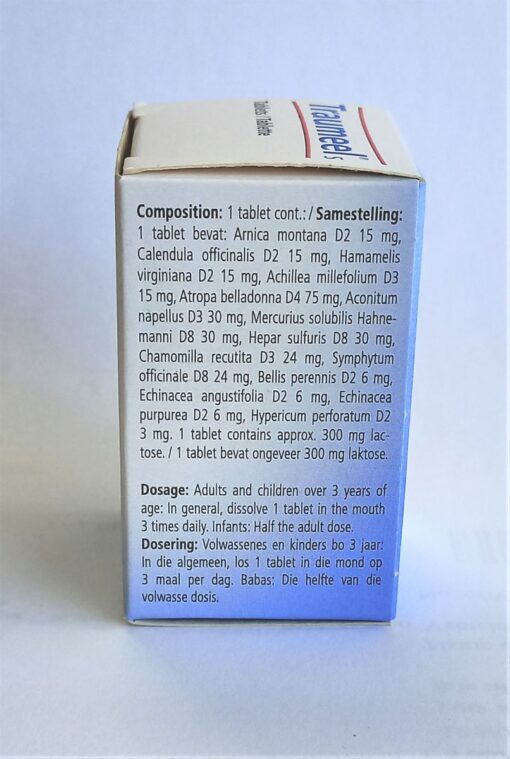 Traumeel® S
Tablets/Tablette
Composition: 1 tablet cont.: / Samestelling:
1 tablet bevat: Arnica montana D2 15 mg,
Calendula officinalis D2 15 mg, Hamamelis
virginiana D2 15 mg, Achillea millefolium D3
15 mg, Atropa belladonna D4 75 mg, Aconitum
napellus D3 30 mg, Mercurius solubilis Hahne-
manni D8 30 mg, Hepar sulfuris D8 30 mg,
Chamomilla recutita D3 24 mg, Symphytum
officinale D8 24 mg, Bellis perennis D2 6 mg,
Echinacea angustifolia D2 6 mg, Echinacea
purpurea D2 6 mg, Hypericum perforatum D2
3 mg. 1 tablet contains approx. 300 mg lac-
tose. / 1 tablet bevat ongeveer 300 mg laktose.
Dosage: Adults and children over 3 years of
age: In general, dissolve 1 tablet in the mouth
3 times daily. Infants: Half the adult dose.
Dosering: Volwassenes en kinders bo 3 jaar:
In die algemeen, los 1 tablet in die mond op
3 maal per dag. Babas: Die helfte van die
volwasse dosis.